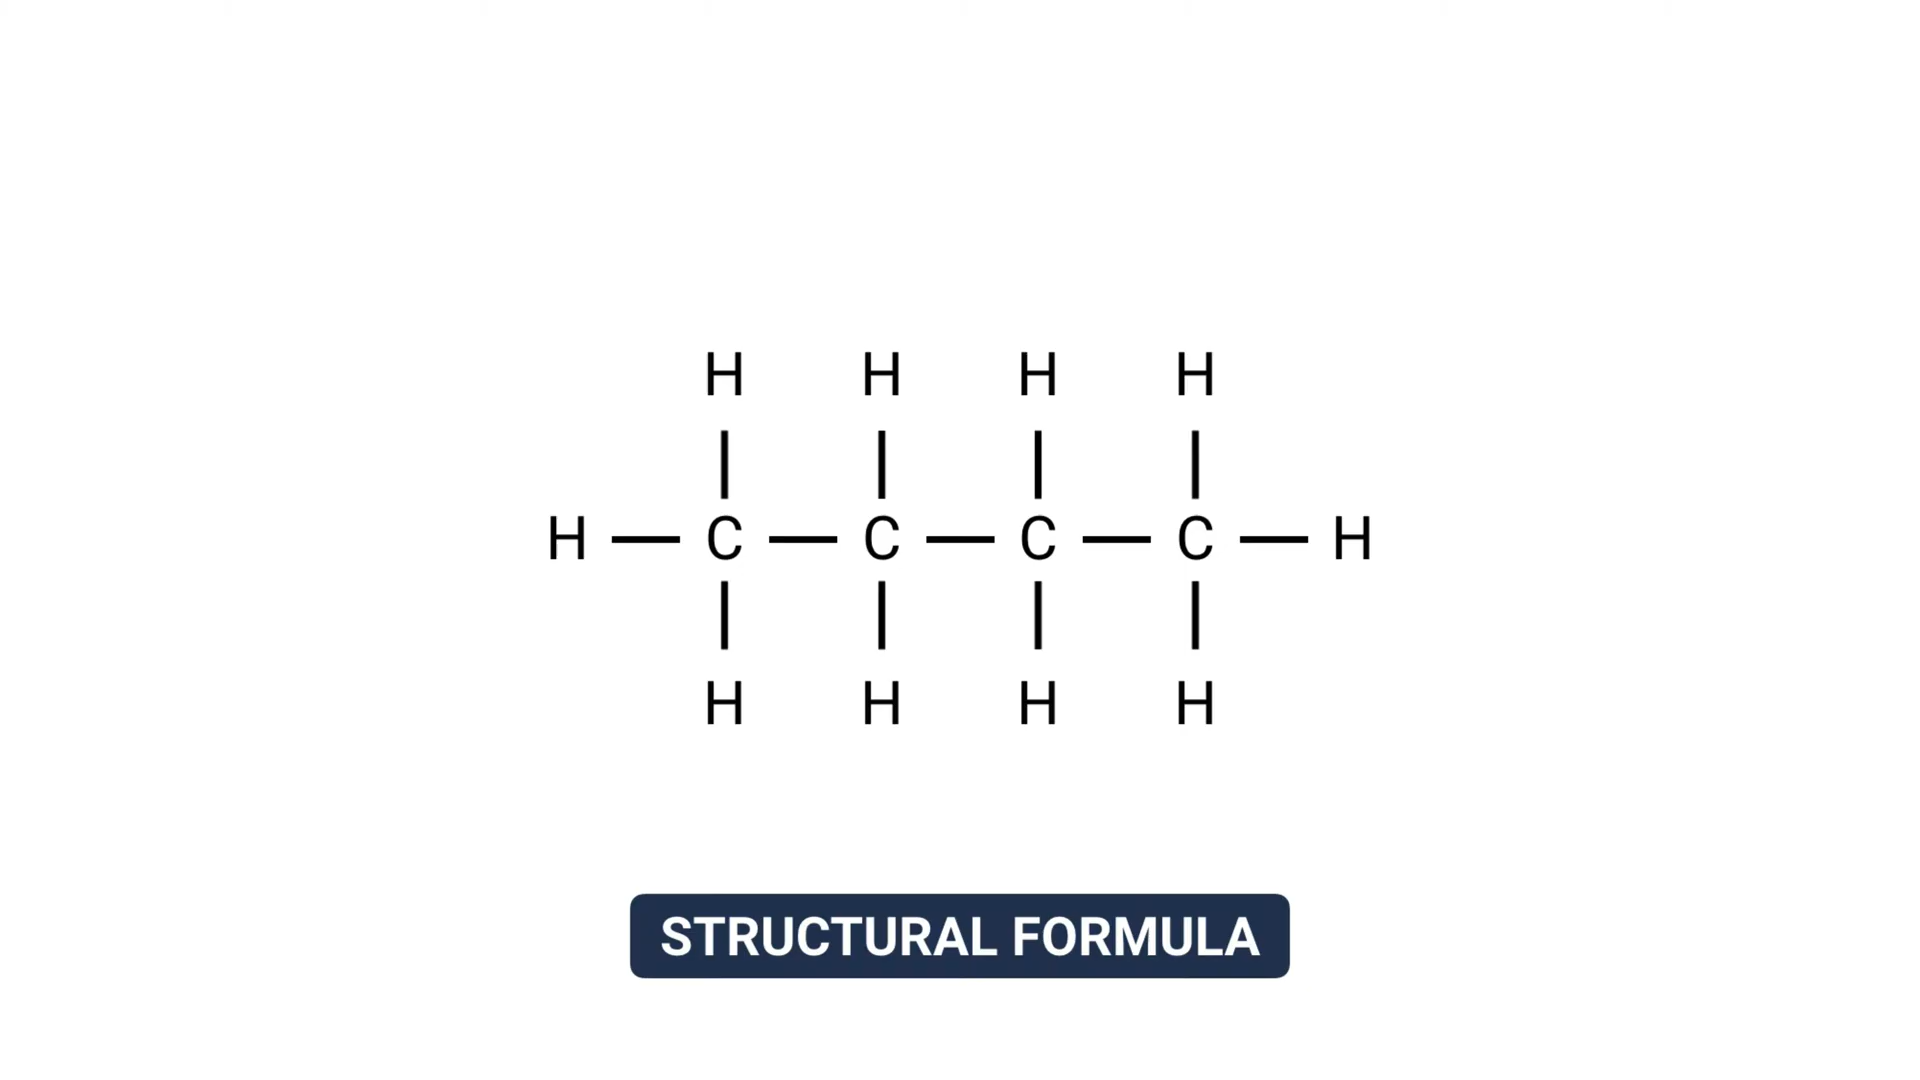 H H H H
H — C — C — C — C — H
H H H H
STRUCTURAL FORMULA